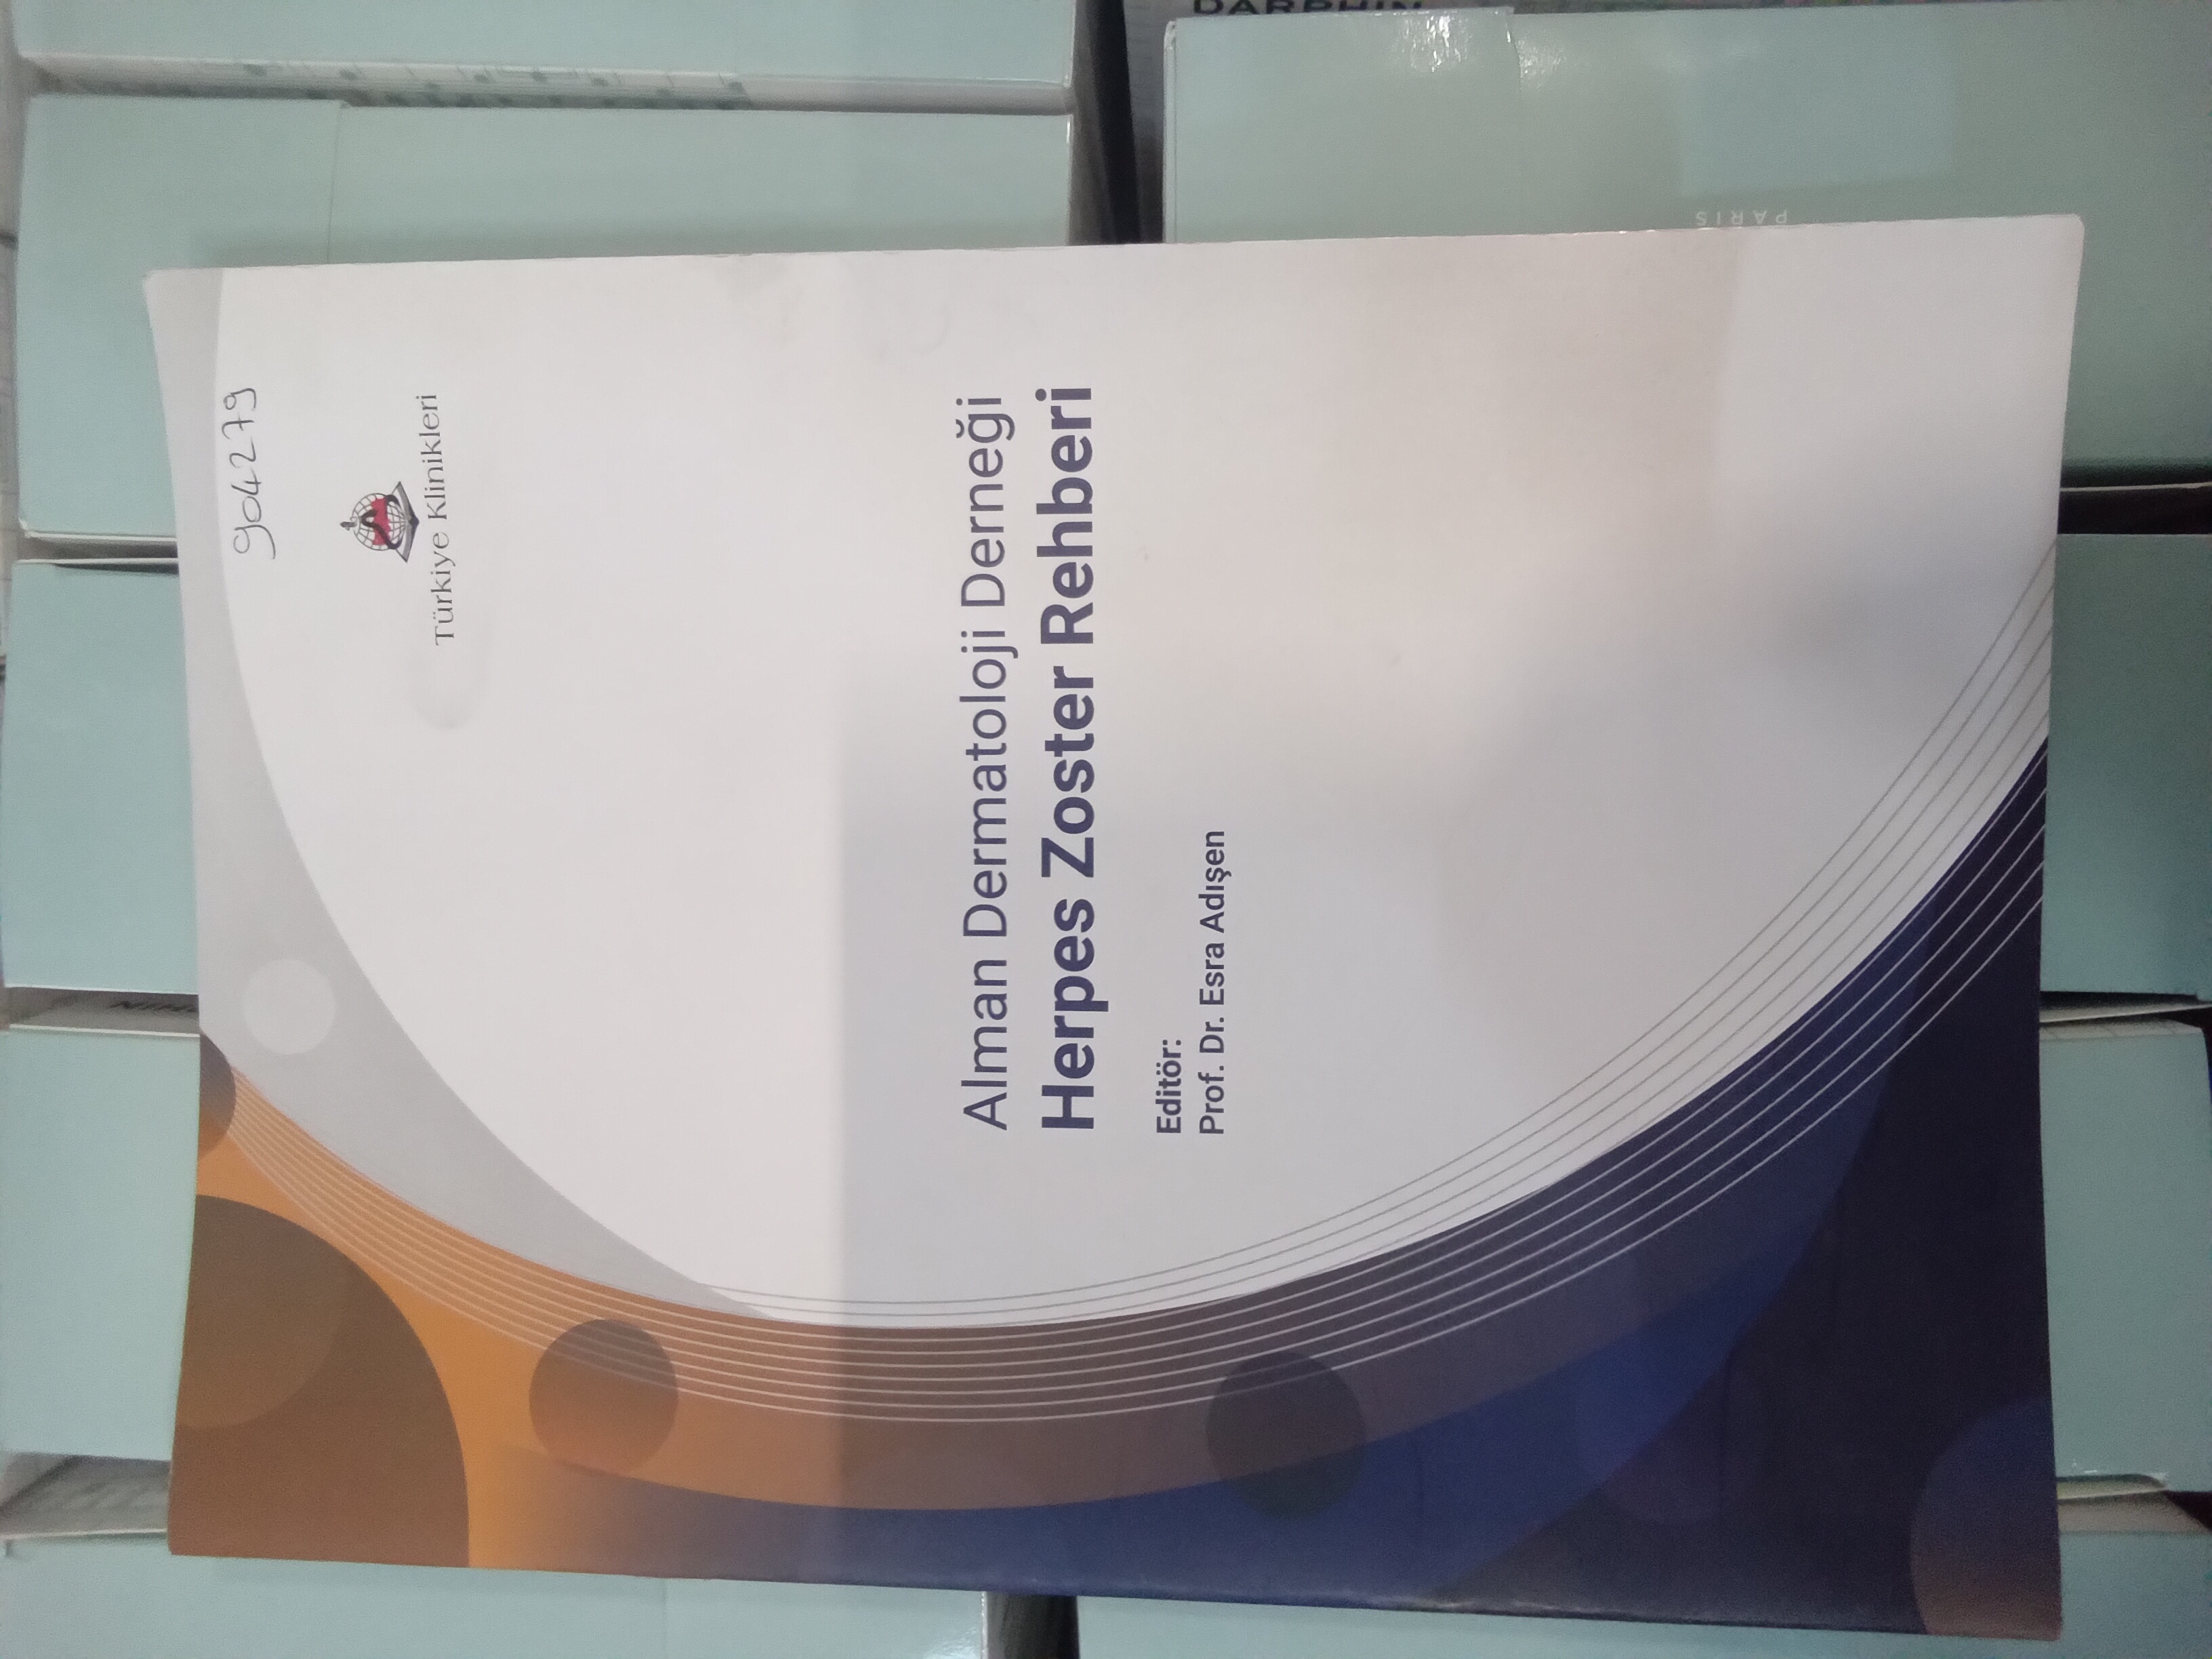 904279
Türkiye Klinikleri
Alman Dermatoloji Derneği
Herpes Zoster Rehberi
Editör:
Prof. Dr. Esra Adışen
PARIS